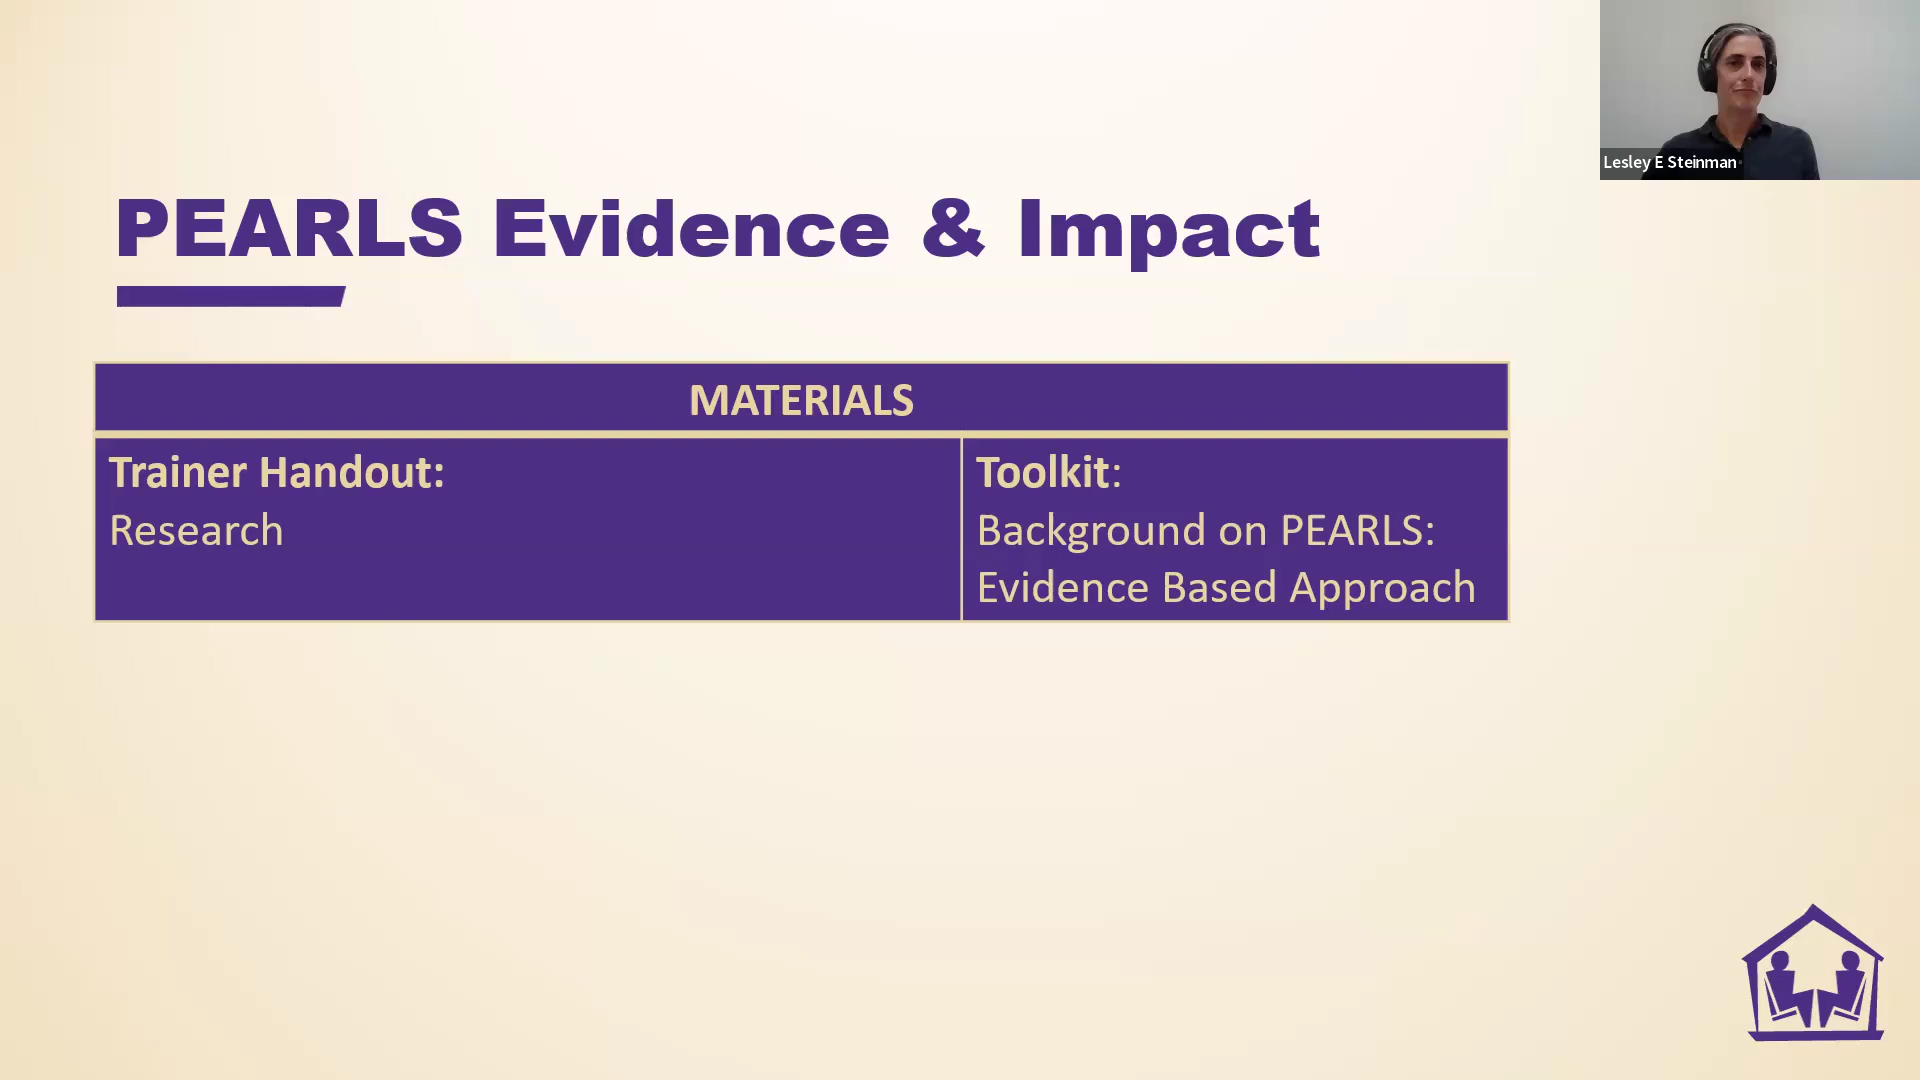 Lesley E Steinman
PEARLS Evidence & Impact
MATERIALS
Trainer Handout:
Research
Toolkit:
Background on PEARLS:
Evidence Based Approach